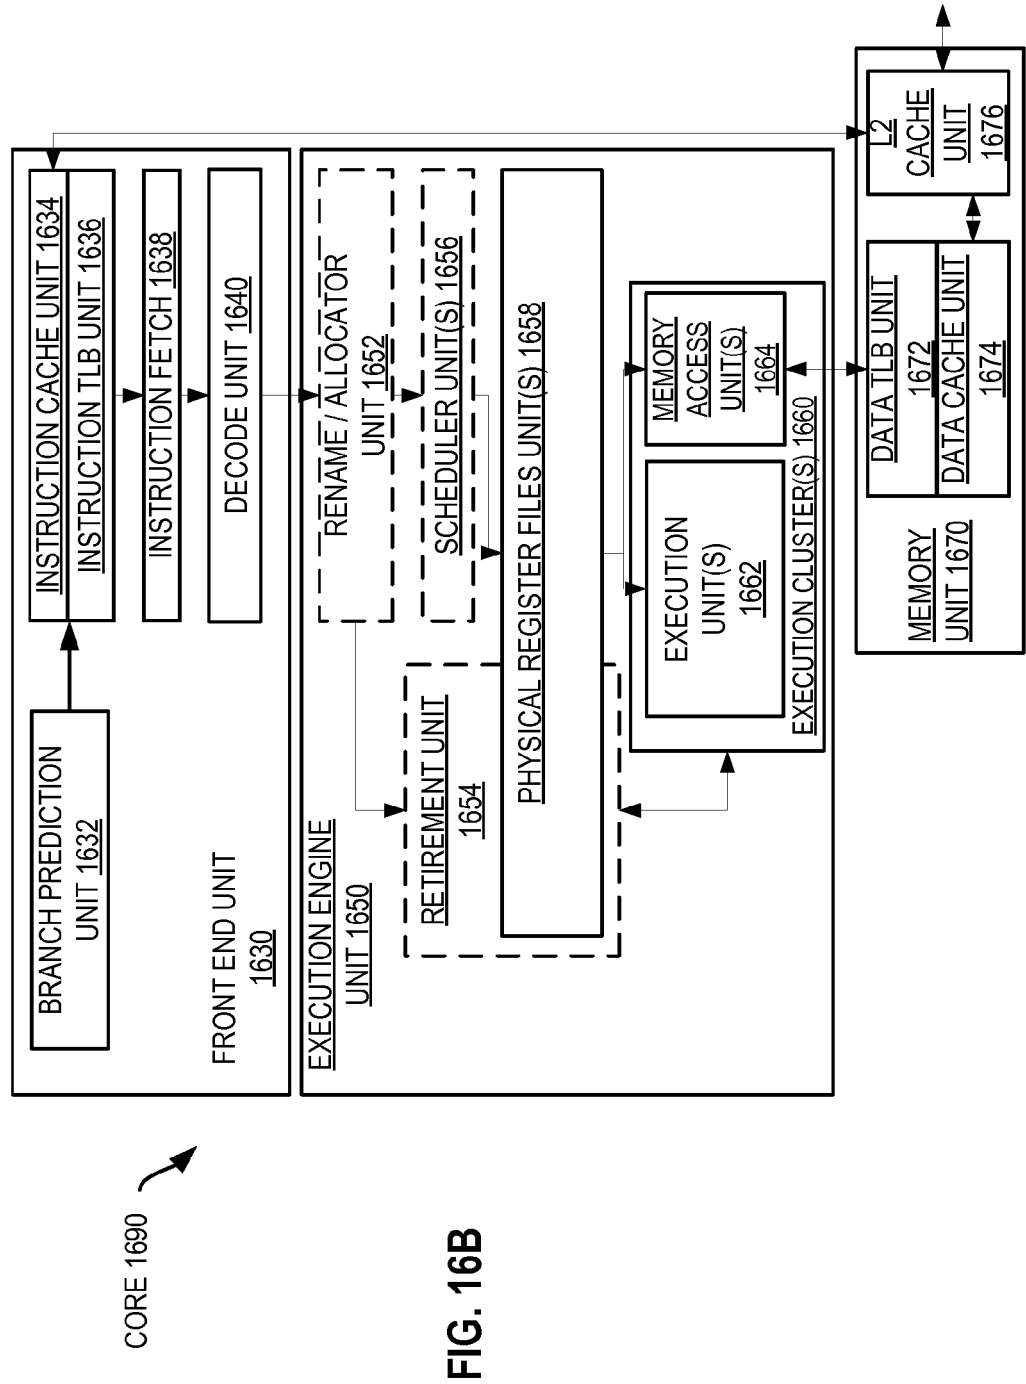 BRANCH PREDICTION
UNIT 1632
INSTRUCTION CACHE UNIT 1634
INSTRUCTION TLB UNIT 1636
INSTRUCTION FETCH 1638
DECODE UNIT 1640
FRONT END UNIT
1630
EXECUTION ENGINE
UNIT 1650
RENAME / ALLOCATOR
UNIT 1652
SCHEDULER UNIT(S) 1656
RETIREMENT UNIT
1654
PHYSICAL REGISTER FILES UNIT(S) 1658
EXECUTION
UNIT(S)
1662
MEMORY
ACCESS
UNIT(S)
1664
EXECUTION CLUSTER(S) 1660
MEMORY
UNIT 1670
DATA TLB UNIT
1672
DATA CACHE UNIT
1674
L2
CACHE
UNIT
1676
CORE 1690
FIG. 16B